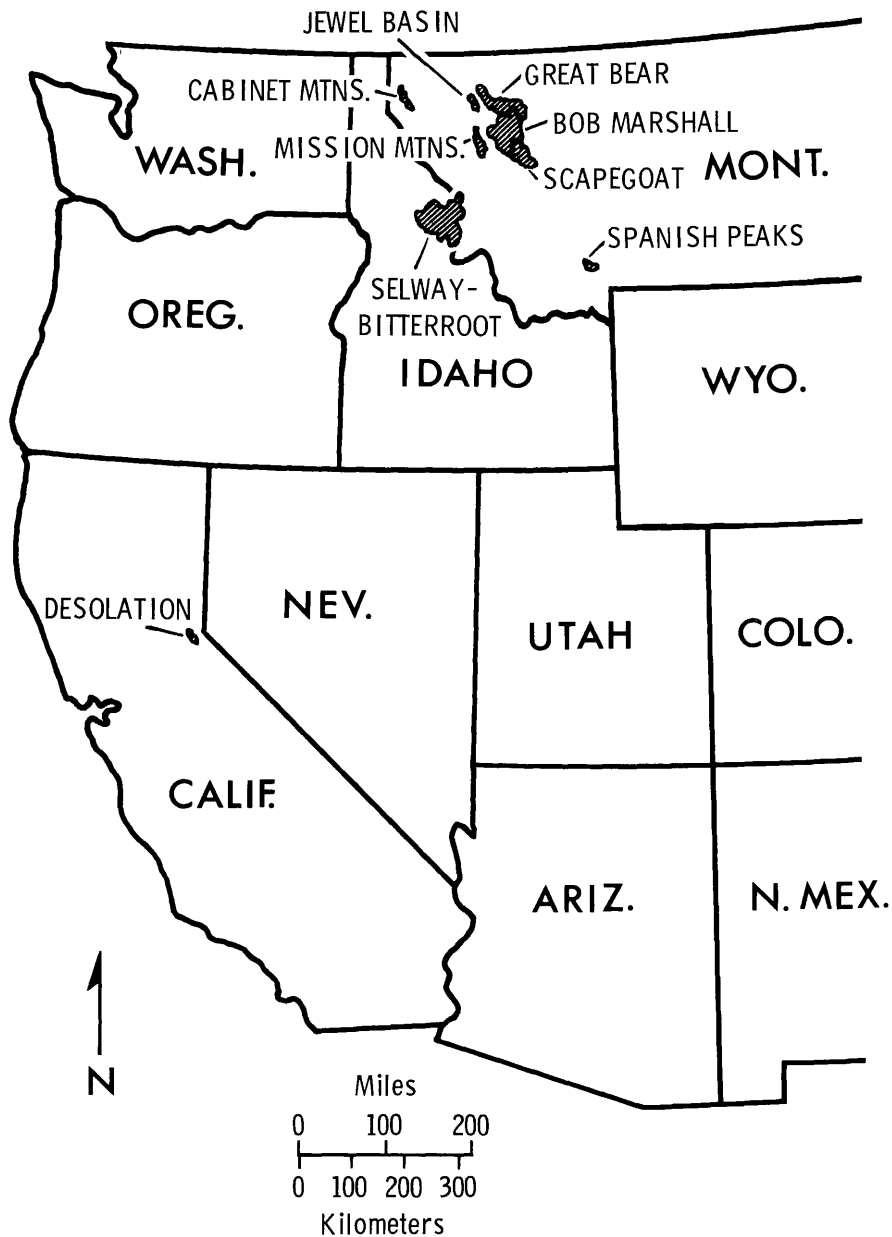 JEWEL BASIN
GREAT BEAR
CABINET MTNS.
BOB MARSHALL
MISSION MTNS.
WASH.
SCAPEGOAT
MONT.
SPANISH PEAKS
SELWAY-
BITTERROOT
OREG.
IDAHO
WYO.
DESOLATION
NEV.
UTAH
COLO.
CALIF.
ARIZ.
N. MEX.
N
Miles
0 100 200
0 100 200 300
Kilometers